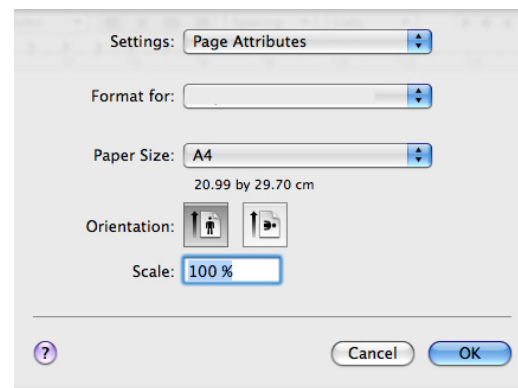 Settings: Page Attributes
Format for:
Paper Size: A4
20.99 by 29.70 cm
Orientation:
Scale: 100 %
? Cancel OK